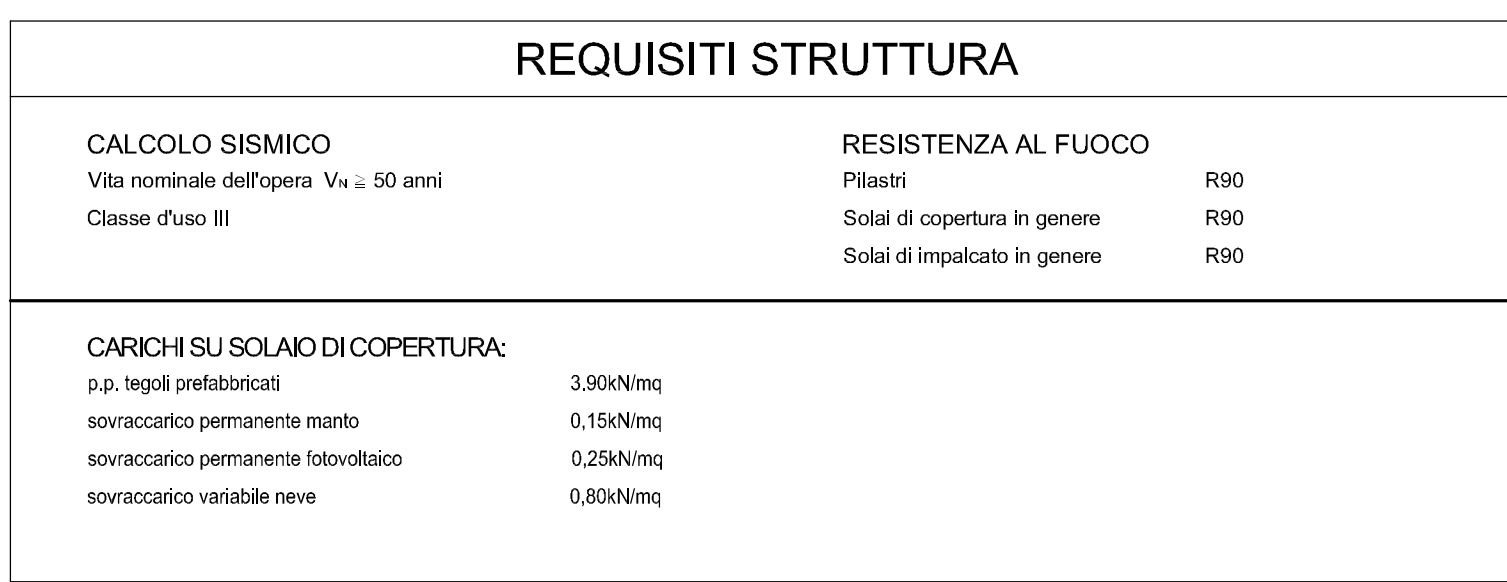 REQUISITI STRUTTURA
CALCOLO SISMICO
Vita nominale dell'opera VN ≧ 50 anni
Classe d'uso III
RESISTENZA AL FUOCO
Pilastri R90
Solai di copertura in genere R90
Solai di impalcato in genere R90
CARICHI SU SOLAIO DI COPERTURA:
p.p. tegoli prefabbricati 3.90kN/mq
sovraccarico permanente manto 0,15kN/mq
sovraccarico permanente fotovoltaico 0,25kN/mq
sovraccarico variabile neve 0,80kN/mq